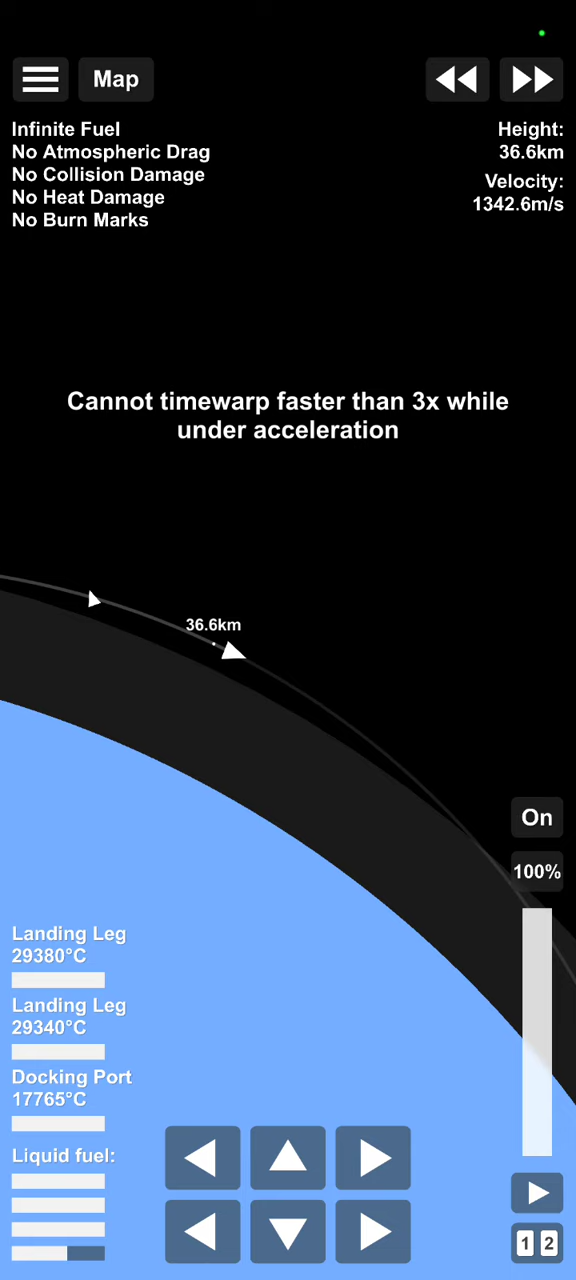 Map
Infinite Fuel
No Atmospheric Drag
No Collision Damage
No Heat Damage
No Burn Marks
Height:
36.6km
Velocity:
1342.6m/s
Cannot timewarp faster than 3x while
under acceleration
36.6km
On
100%
Landing Leg
29380°C
Landing Leg
29340°C
Docking Port
17765°C
Liquid fuel:
1 2